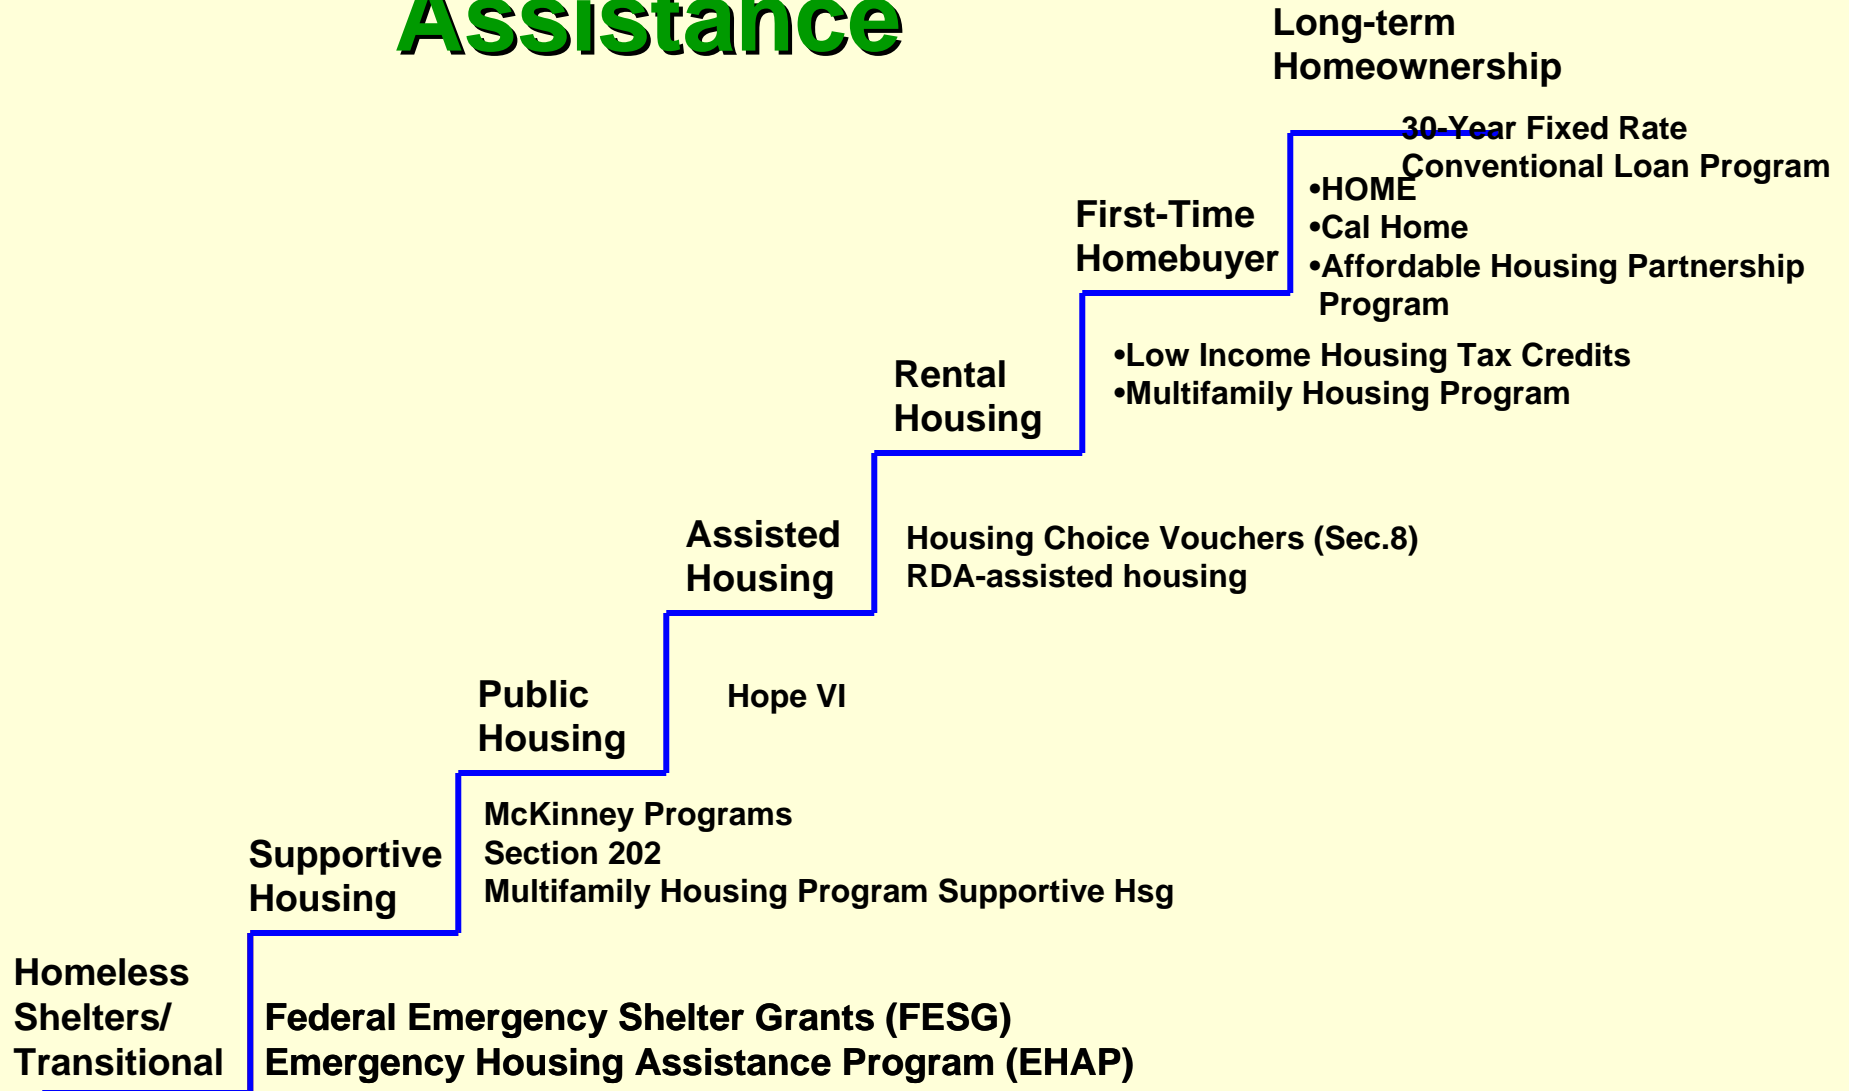 Assistance
Long-term
Homeownership
30-Year Fixed Rate
Conventional Loan Program
•HOME
•Cal Home
•Affordable Housing Partnership
Program
First-Time
Homebuyer
•Low Income Housing Tax Credits
•Multifamily Housing Program
Rental
Housing
Housing Choice Vouchers (Sec.8)
RDA-assisted housing
Assisted
Housing
Hope VI
Public
Housing
McKinney Programs
Section 202
Multifamily Housing Program Supportive Hsg
Supportive
Housing
Homeless
Shelters/
Transitional
Federal Emergency Shelter Grants (FESG)
Emergency Housing Assistance Program (EHAP)